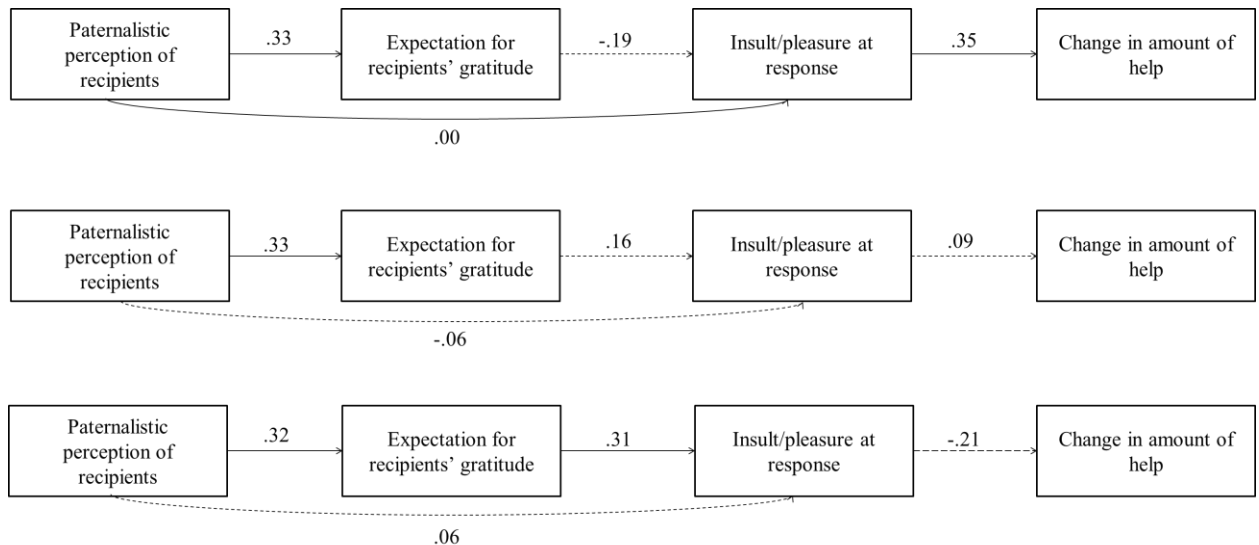 Paternalistic
perception of
recipients
.33
Expectation for
recipients’ gratitude
-.19
Insult/pleasure at
response
.35
Change in amount of
help
.00
Paternalistic
perception of
recipients
.33
Expectation for
recipients’ gratitude
.16
Insult/pleasure at
response
.09
Change in amount of
help
-.06
Paternalistic
perception of
recipients
.32
Expectation for
recipients’ gratitude
.31
Insult/pleasure at
response
-.21
Change in amount of
help
.06